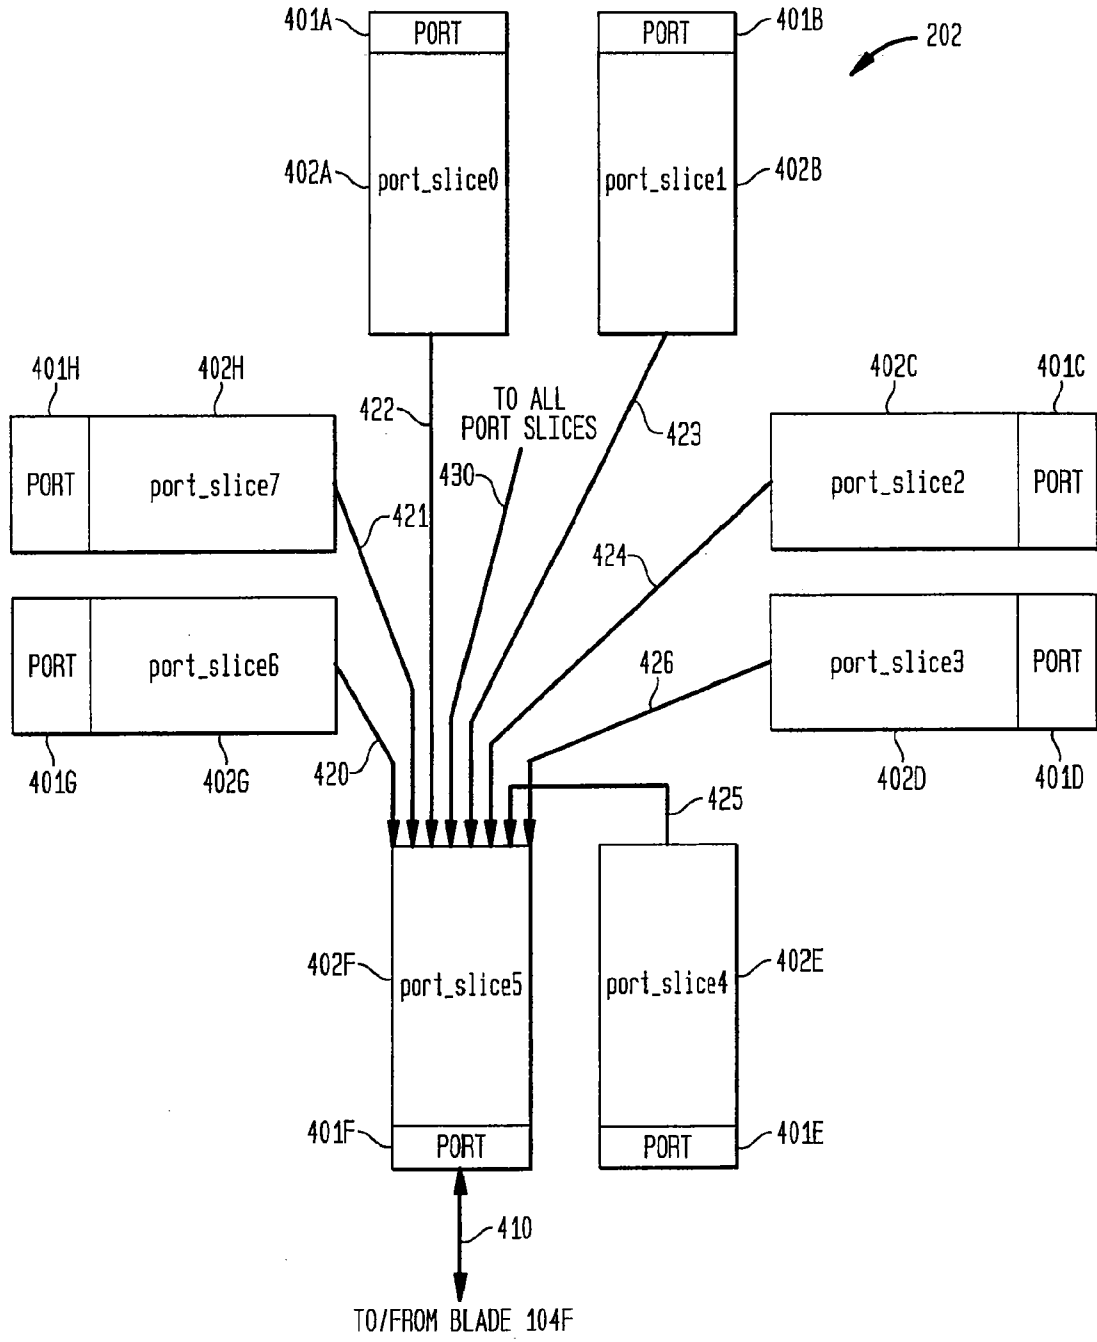 401A
PORT
PORT
401B
202
402A
port_slice0
port_slice1
402B
401H
402H
402C
401C
422
TO ALL
PORT SLICES
423
430
PORT
port_slice7
port_slice2
PORT
421
424
PORT
port_slice6
port_slice3
PORT
426
401G
402G
420
402D
401D
425
402F
port_slice5
port_slice4
402E
401F
PORT
PORT
401E
410
TO/FROM BLADE 104F